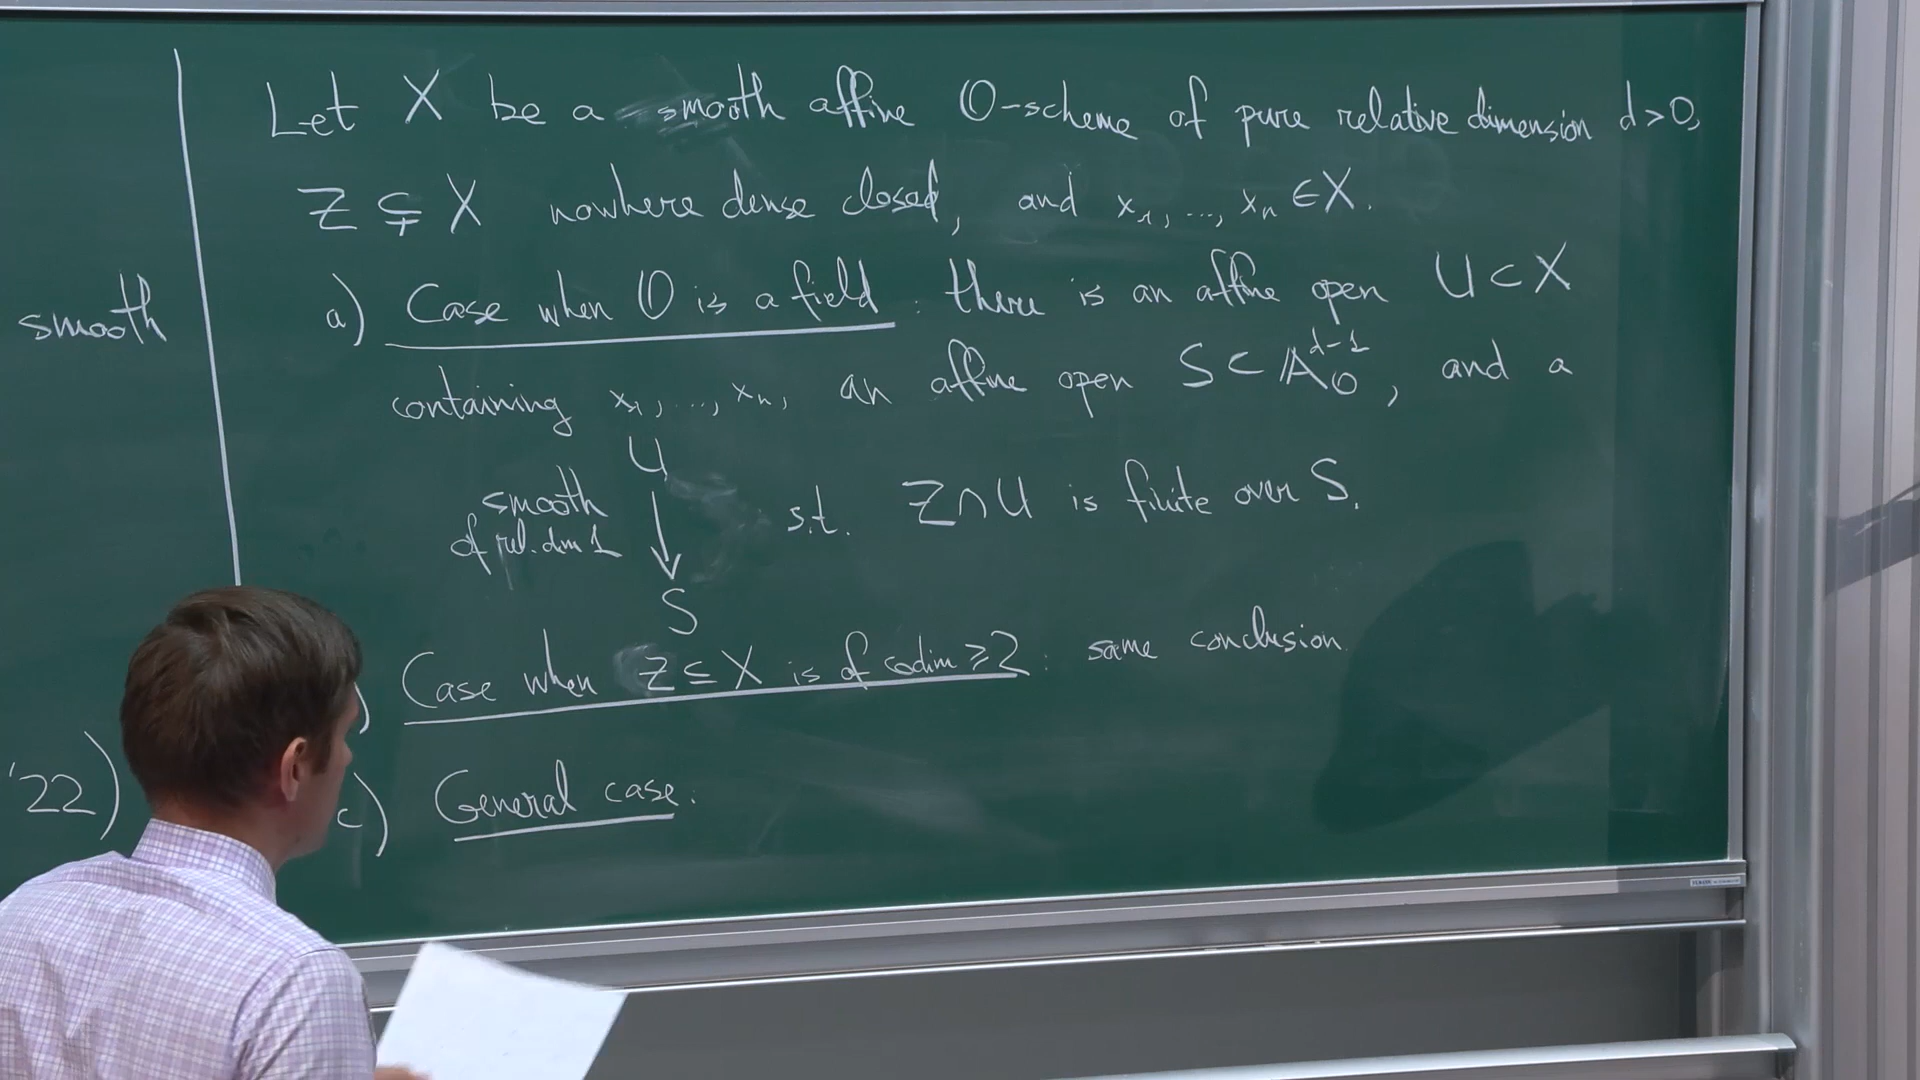 Let X be a smooth affine O-scheme of pure relative dimension d>0,
Z ⊊ X nowhere dense closed, and x₁, ..., xₙ ∈ X.
a) Case when O is a field : there is an affine open U ⊂ X
containing x₁, ..., xₙ, an affine open S ⊂ 𝔸_O^{d-1}, and a
U
smooth
of rel. dim 1 ↓ s.t. Z∩U is finite over S.
S
) Case when Z ⊆ X is of codim ≥ 2 : same conclusion.
c) General case :
smooth
'22)